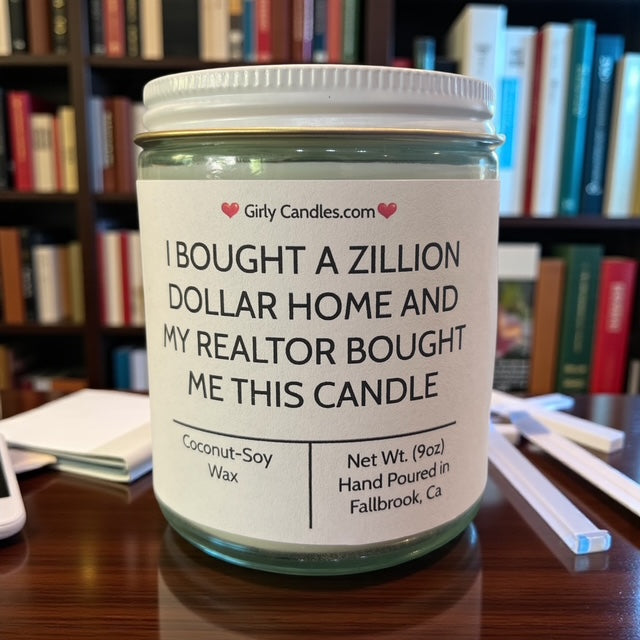 Girly Candles.com
I BOUGHT A ZILLION
DOLLAR HOME AND
MY REALTOR BOUGHT
ME THIS CANDLE
Coconut-Soy
Wax
Net Wt. (9oz)
Hand Poured in
Fallbrook, Ca